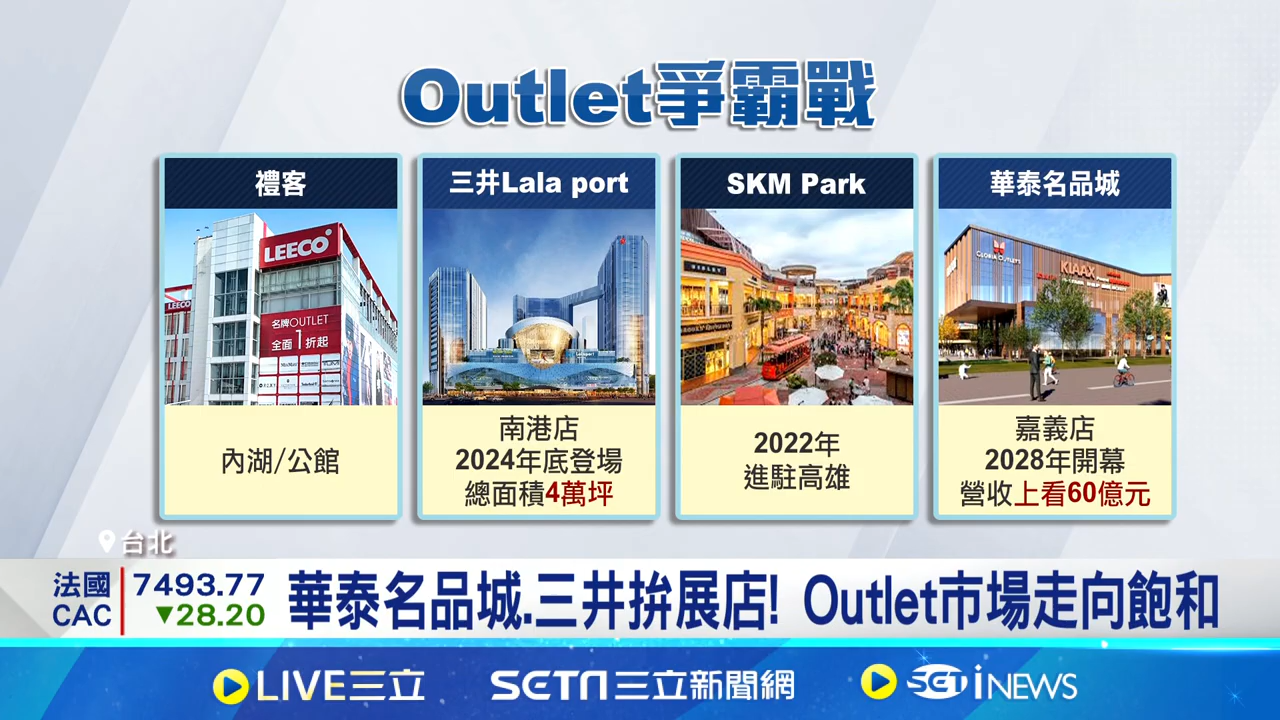 Outlet爭霸戰
禮客
三井Lala port
SKM Park
華泰名品城
LEECO
LEECO
名牌OUTLET
全面1折起
GLORIA OUTLETS
KIAAX
內湖/公館
南港店
2024年底登場
總面積4萬坪
2022年
進駐高雄
嘉義店
2028年開幕
營收上看60億元
台北
法國
CAC
7493.77
▼28.20
華泰名品城.三井拚展店! Outlet市場走向飽和
LIVE三立
SETN三立新聞網
SET iNEWS